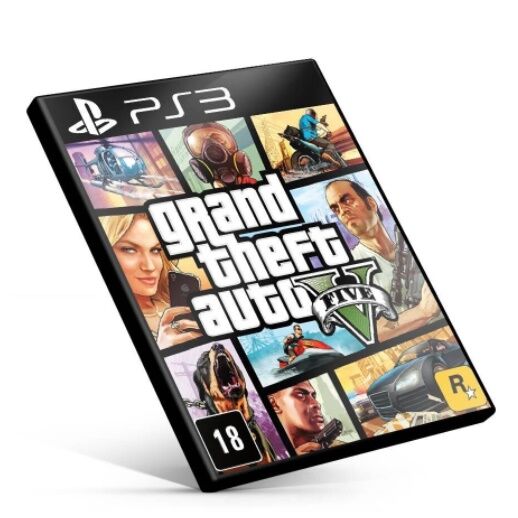 PS3
grand
theft
auto
FIVE
V
R
18